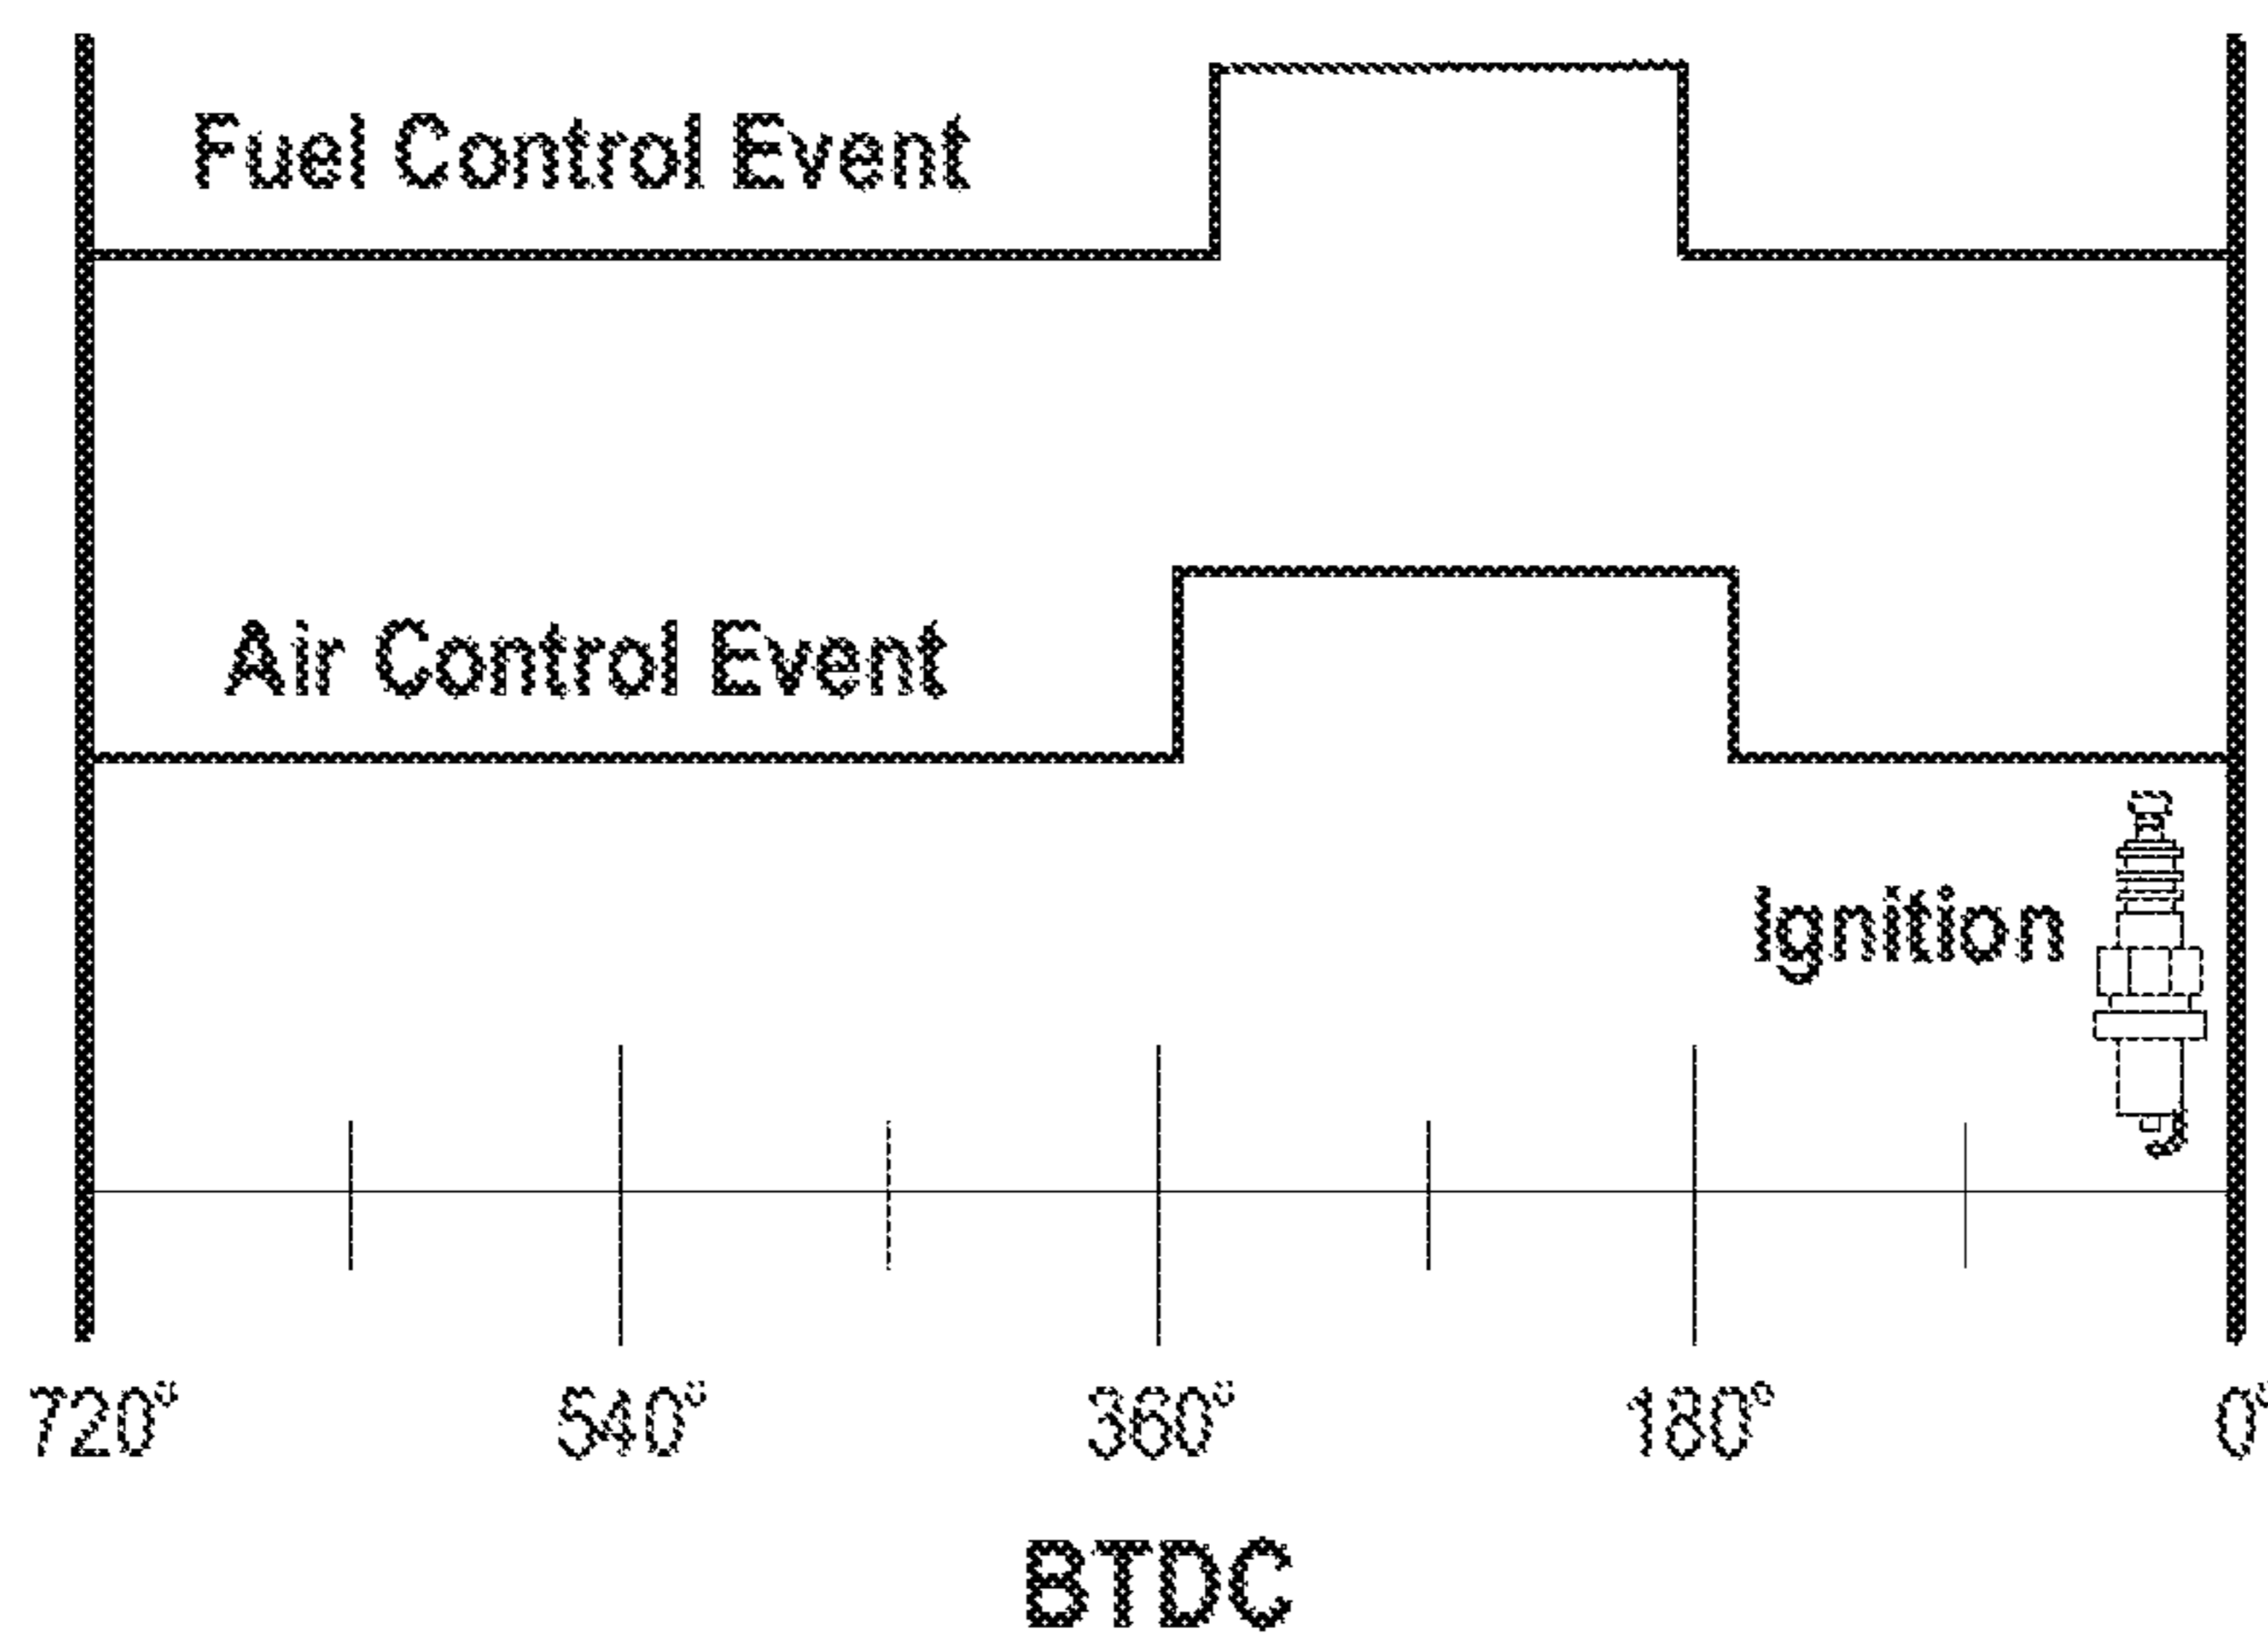 Fuel Control Event
Air Control Event
Ignition
720° 540° 360° 180° 0°
BTDC